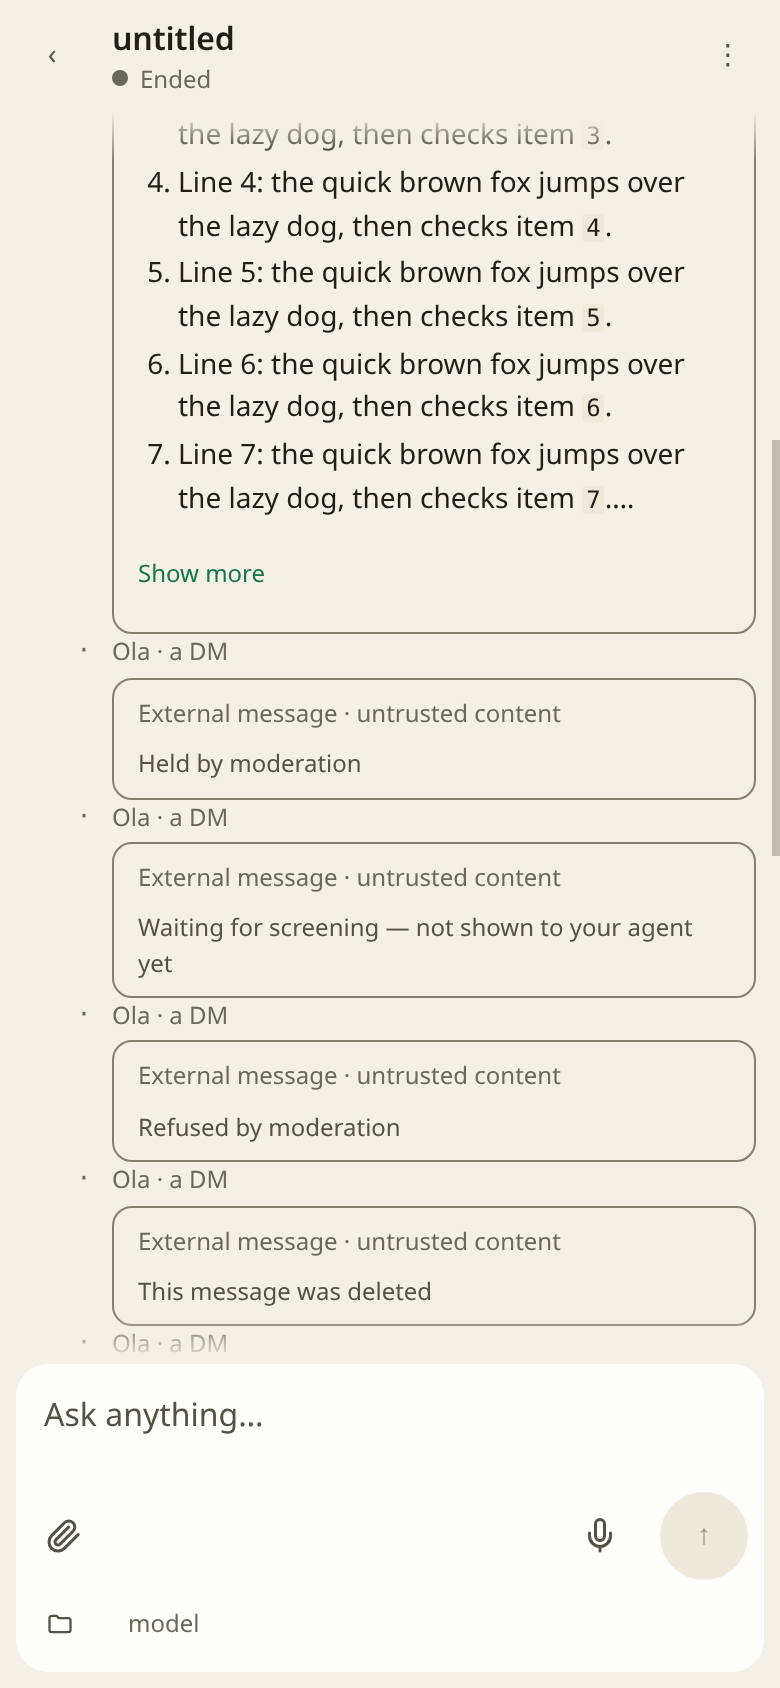 untitled
Ended
the lazy dog, then checks item 3.
4. Line 4: the quick brown fox jumps over
the lazy dog, then checks item 4.
5. Line 5: the quick brown fox jumps over
the lazy dog, then checks item 5.
6. Line 6: the quick brown fox jumps over
the lazy dog, then checks item 6.
7. Line 7: the quick brown fox jumps over
the lazy dog, then checks item 7....
Show more
· Ola · a DM
External message · untrusted content
Held by moderation
· Ola · a DM
External message · untrusted content
Waiting for screening — not shown to your agent
yet
· Ola · a DM
External message · untrusted content
Refused by moderation
· Ola · a DM
External message · untrusted content
This message was deleted
· Ola · a DM
Ask anything...
model